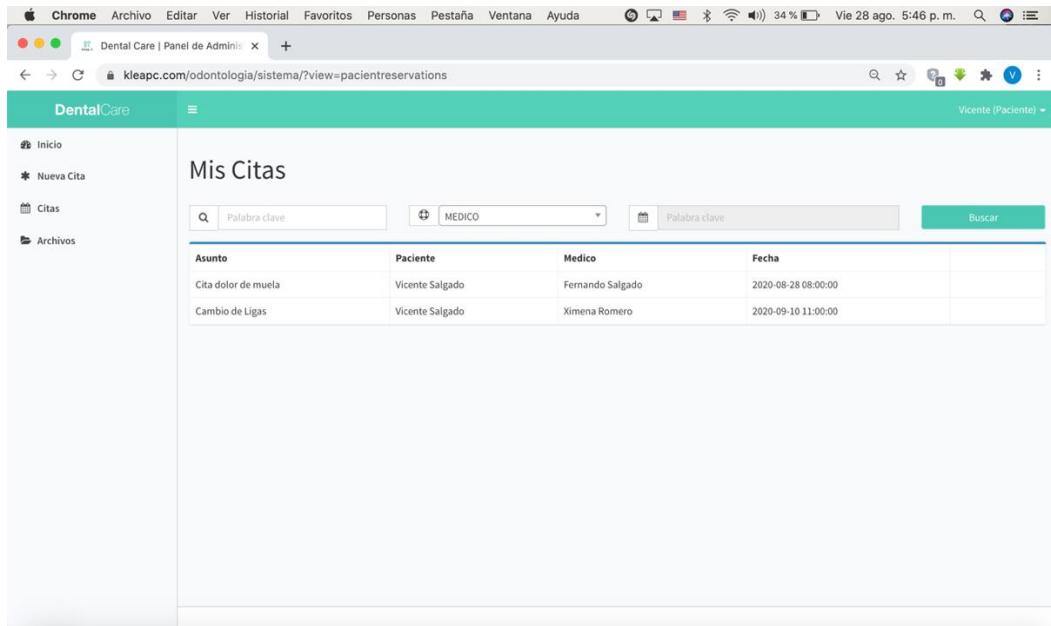 Chrome Archivo Editar Ver Historial Favoritos Personas Pestaña Ventana Ayuda 34 % Vie 28 ago. 5:46 p. m.
Dental Care | Panel de Adminis
kleapc.com/odontologia/sistema/?view=pacientreservations
DentalCare Vicente (Paciente)
Inicio
Nueva Cita
Citas
Archivos
Mis Citas
Palabra clave MEDICO Palabra clave Buscar
Asunto Paciente Medico Fecha
Cita dolor de muela Vicente Salgado Fernando Salgado 2020-08-28 08:00:00
Cambio de Ligas Vicente Salgado Ximena Romero 2020-09-10 11:00:00